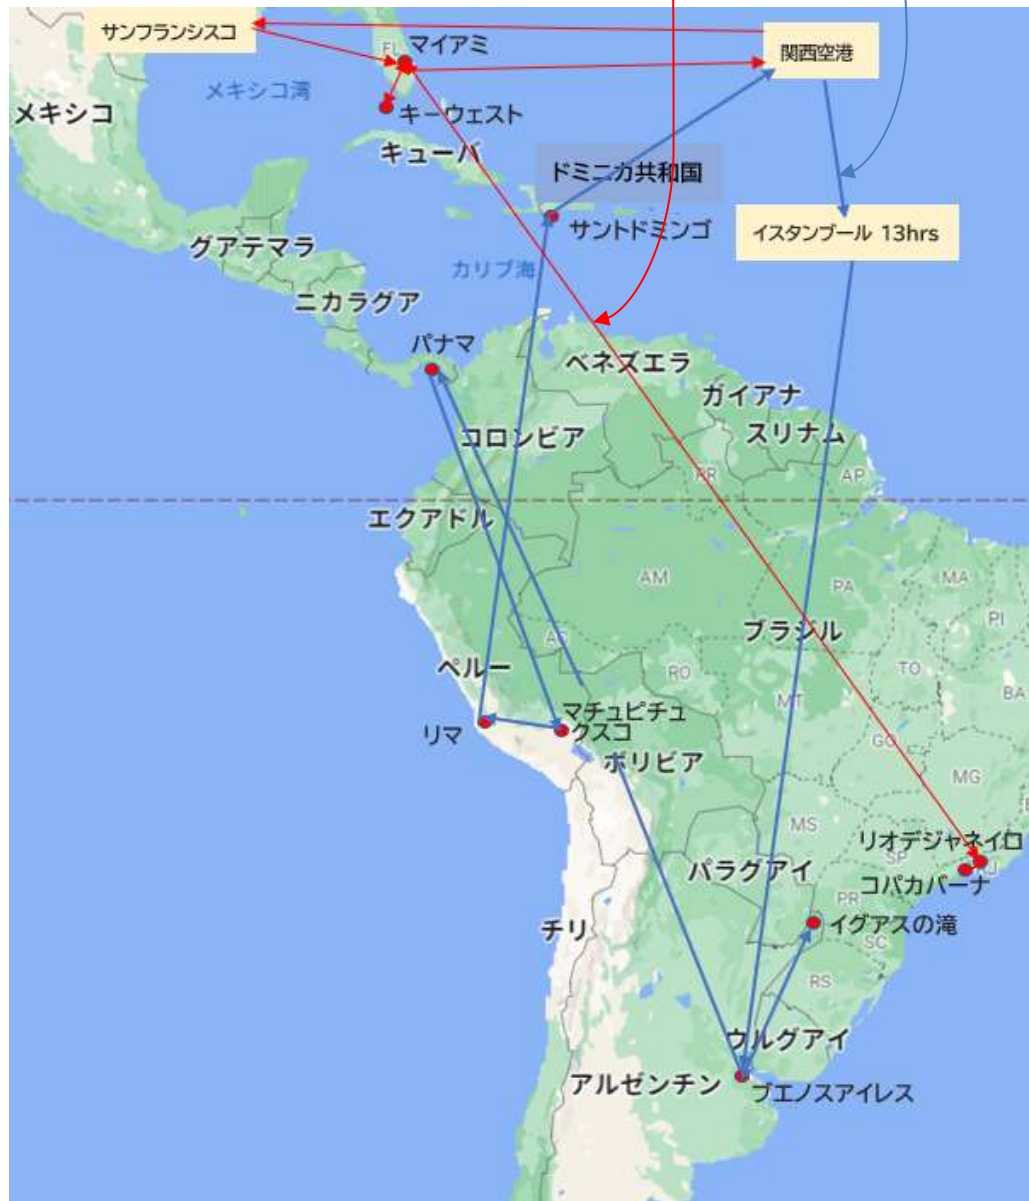 サンフランシスコ
FL
マイアミ
関西空港
メキシコ湾
メキシコ
キーウェスト
キューバ
ドミニカ共和国
サントドミンゴ
イスタンブール 13hrs
グアテマラ
カリブ海
ニカラグア
パナマ
ベネズエラ
ガイアナ
コロンビア
スリナム
RR
AP
エクアドル
AM
PA
MA
ブラジル
PI
AC
ペルー
RO
TO
BA
MT
マチュピチュ
リマ
クスコ
GO
ボリビア
MG
MS
リオデジャネイロ
SP
RJ
パラグアイ
コパカバーナ
PR
チリ
イグアスの滝
SC
RS
ウルグアイ
アルゼンチン
ブエノスアイレス